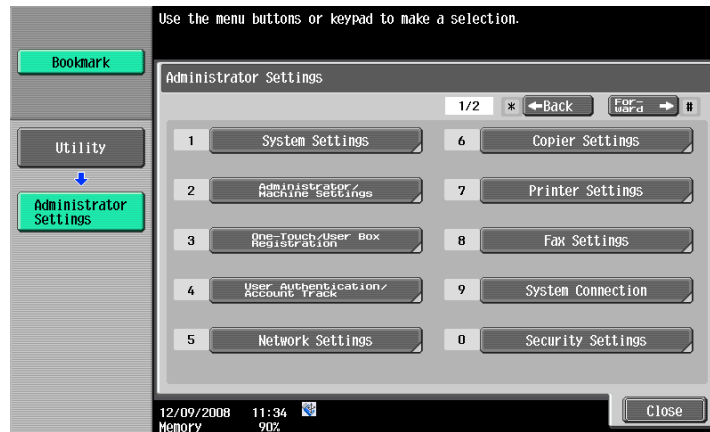 Use the menu buttons or keypad to make a selection.
Bookmark
Administrator Settings
1/2 * ←Back For-ward → #
Utility
Administrator
Settings
1 System Settings
2 Administrator/
Machine Settings
3 One-Touch/User Box
Registration
4 User Authentication/
Account Track
5 Network Settings
6 Copier Settings
7 Printer Settings
8 Fax Settings
9 System Connection
0 Security Settings
12/09/2008 11:34
Memory 90%
Close